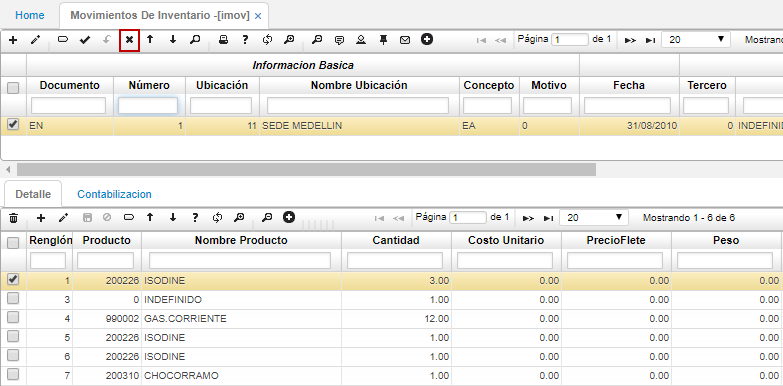 Home Movimientos De Inventario -[imov] ×
Página 1 de 1 20 Mostrando
Informacion Basica
Documento Número Ubicación Nombre Ubicación Concepto Motivo Fecha Tercero
EN 1 11 SEDE MEDELLIN EA 0 31/08/2010 0 INDEFINID
Detalle Contabilizacion
Página 1 de 1 20 Mostrando 1 - 6 de 6
Renglón Producto Nombre Producto Cantidad Costo Unitario PrecioFlete Peso
1 200226 ISODINE 3.00 0.00 0.00 0.00
3 0 INDEFINIDO 1.00 0.00 0.00 0.00
4 990002 GAS.CORRIENTE 12.00 0.00 0.00 0.00
5 200226 ISODINE 1.00 0.00 0.00 0.00
6 200226 ISODINE 1.00 0.00 0.00 0.00
7 200310 CHOCORRAMO 1.00 0.00 0.00 0.00